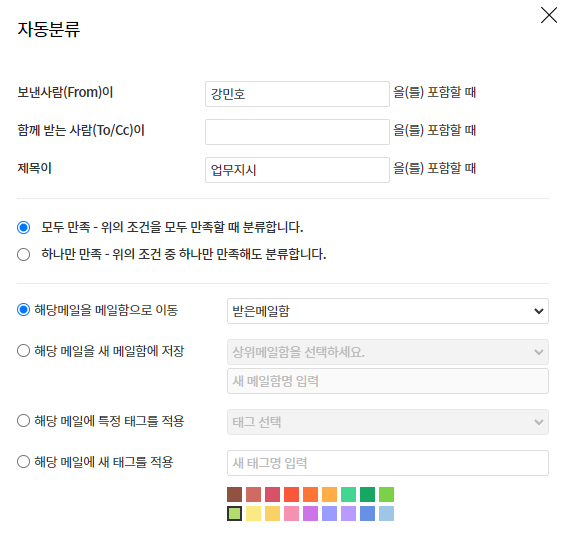 자동분류
보낸사람(From)이 강민호 을(를) 포함할 때
함께 받는 사람(To/Cc)이 을(를) 포함할 때
제목이 업무지시 을(를) 포함할 때
모두 만족 - 위의 조건을 모두 만족할 때 분류합니다.
하나만 만족 - 위의 조건 중 하나만 만족해도 분류합니다.
해당메일을 메일함으로 이동 받은메일함
해당 메일을 새 메일함에 저장 상위메일함을 선택하세요.
새 메일함명 입력
해당 메일에 특정 태그를 적용 태그 선택
해당 메일에 새 태그를 적용 새 태그명 입력